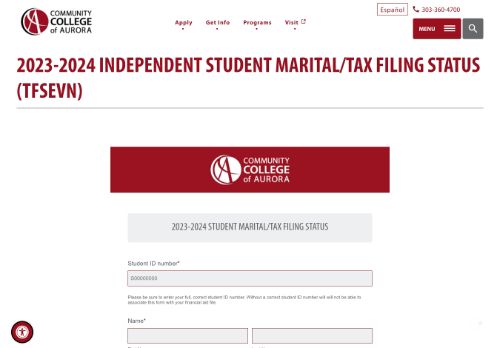 Español
303-360-4700
COMMUNITY
COLLEGE
of AURORA
Apply
Get Info
Programs
Visit
MENU
2023-2024 INDEPENDENT STUDENT MARITAL/TAX FILING STATUS
(TFSEVN)
COMMUNITY
COLLEGE
of AURORA
2023-2024 STUDENT MARITAL/TAX FILING STATUS
Student ID number*
S00000000
Please be sure to enter your full, correct student ID number. Without a correct student ID number will will not be able to
associate this form with your financial aid file.
Name*